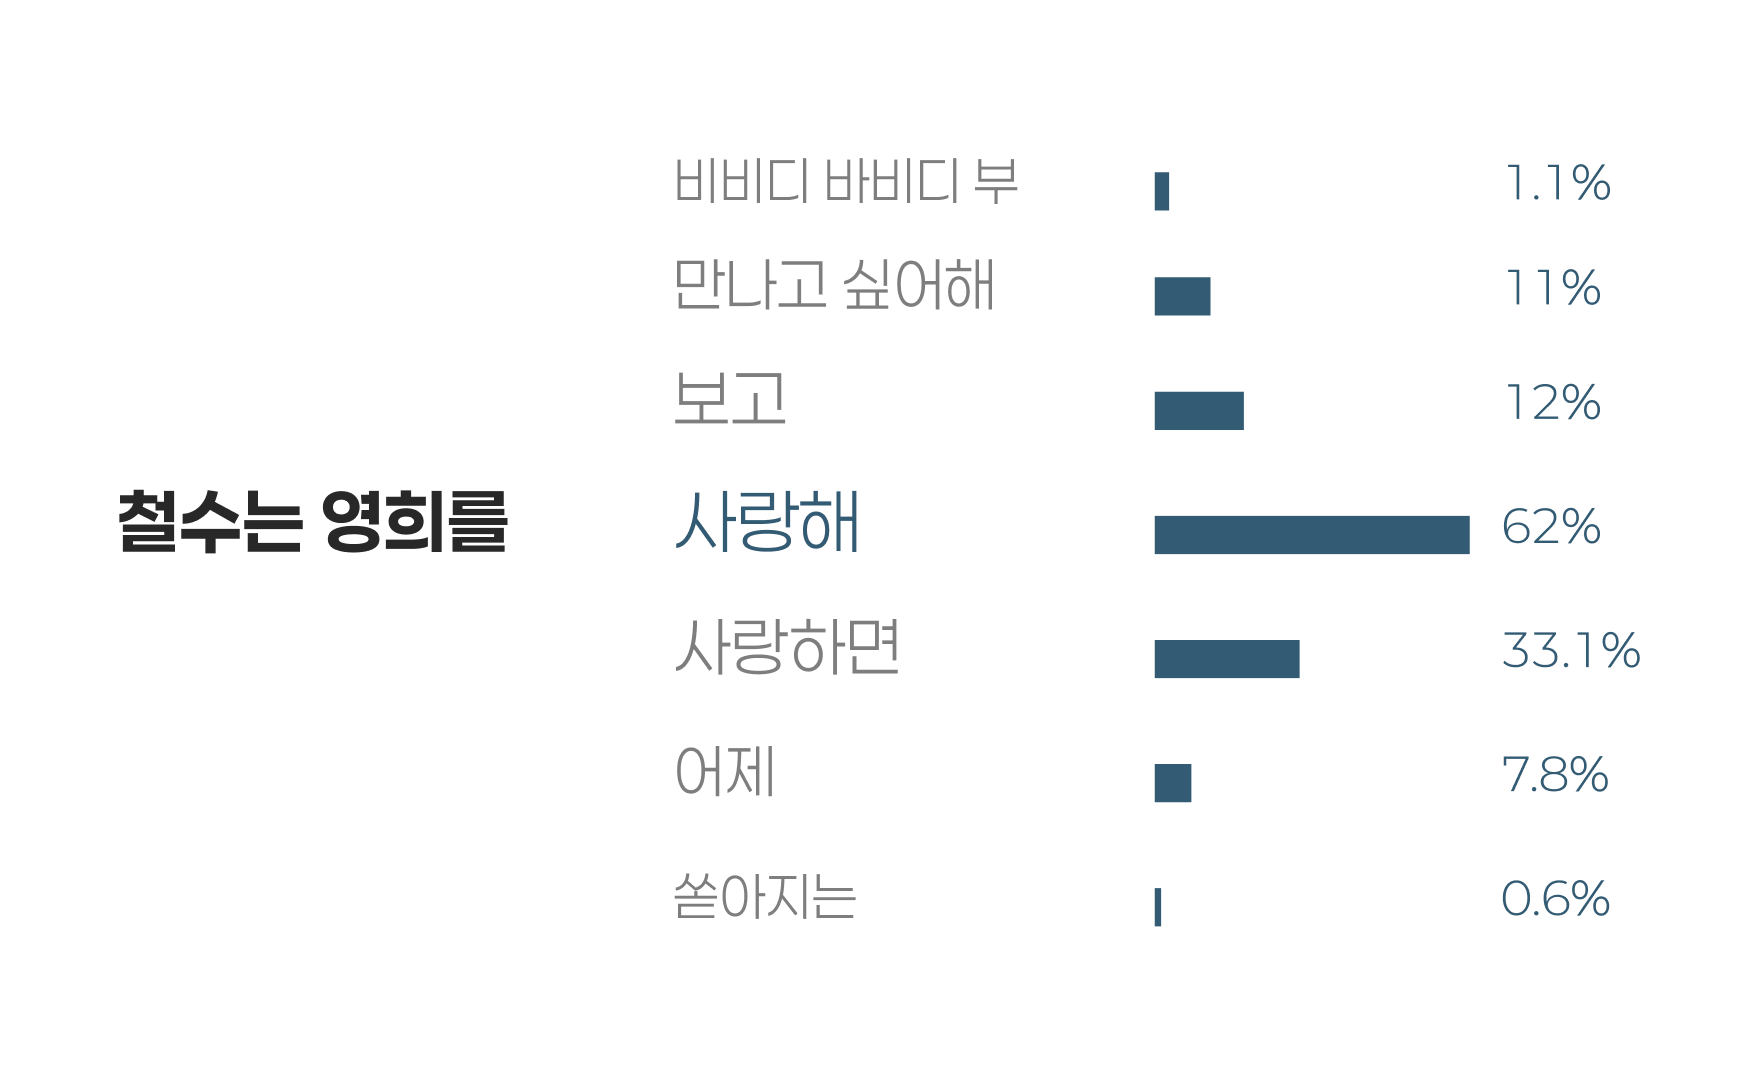 비비디 바비디 부 1.1%
만나고 싶어해 11%
보고 12%
철수는 영희를 사랑해 62%
사랑하면 33.1%
어제 7.8%
쏟아지는 0.6%